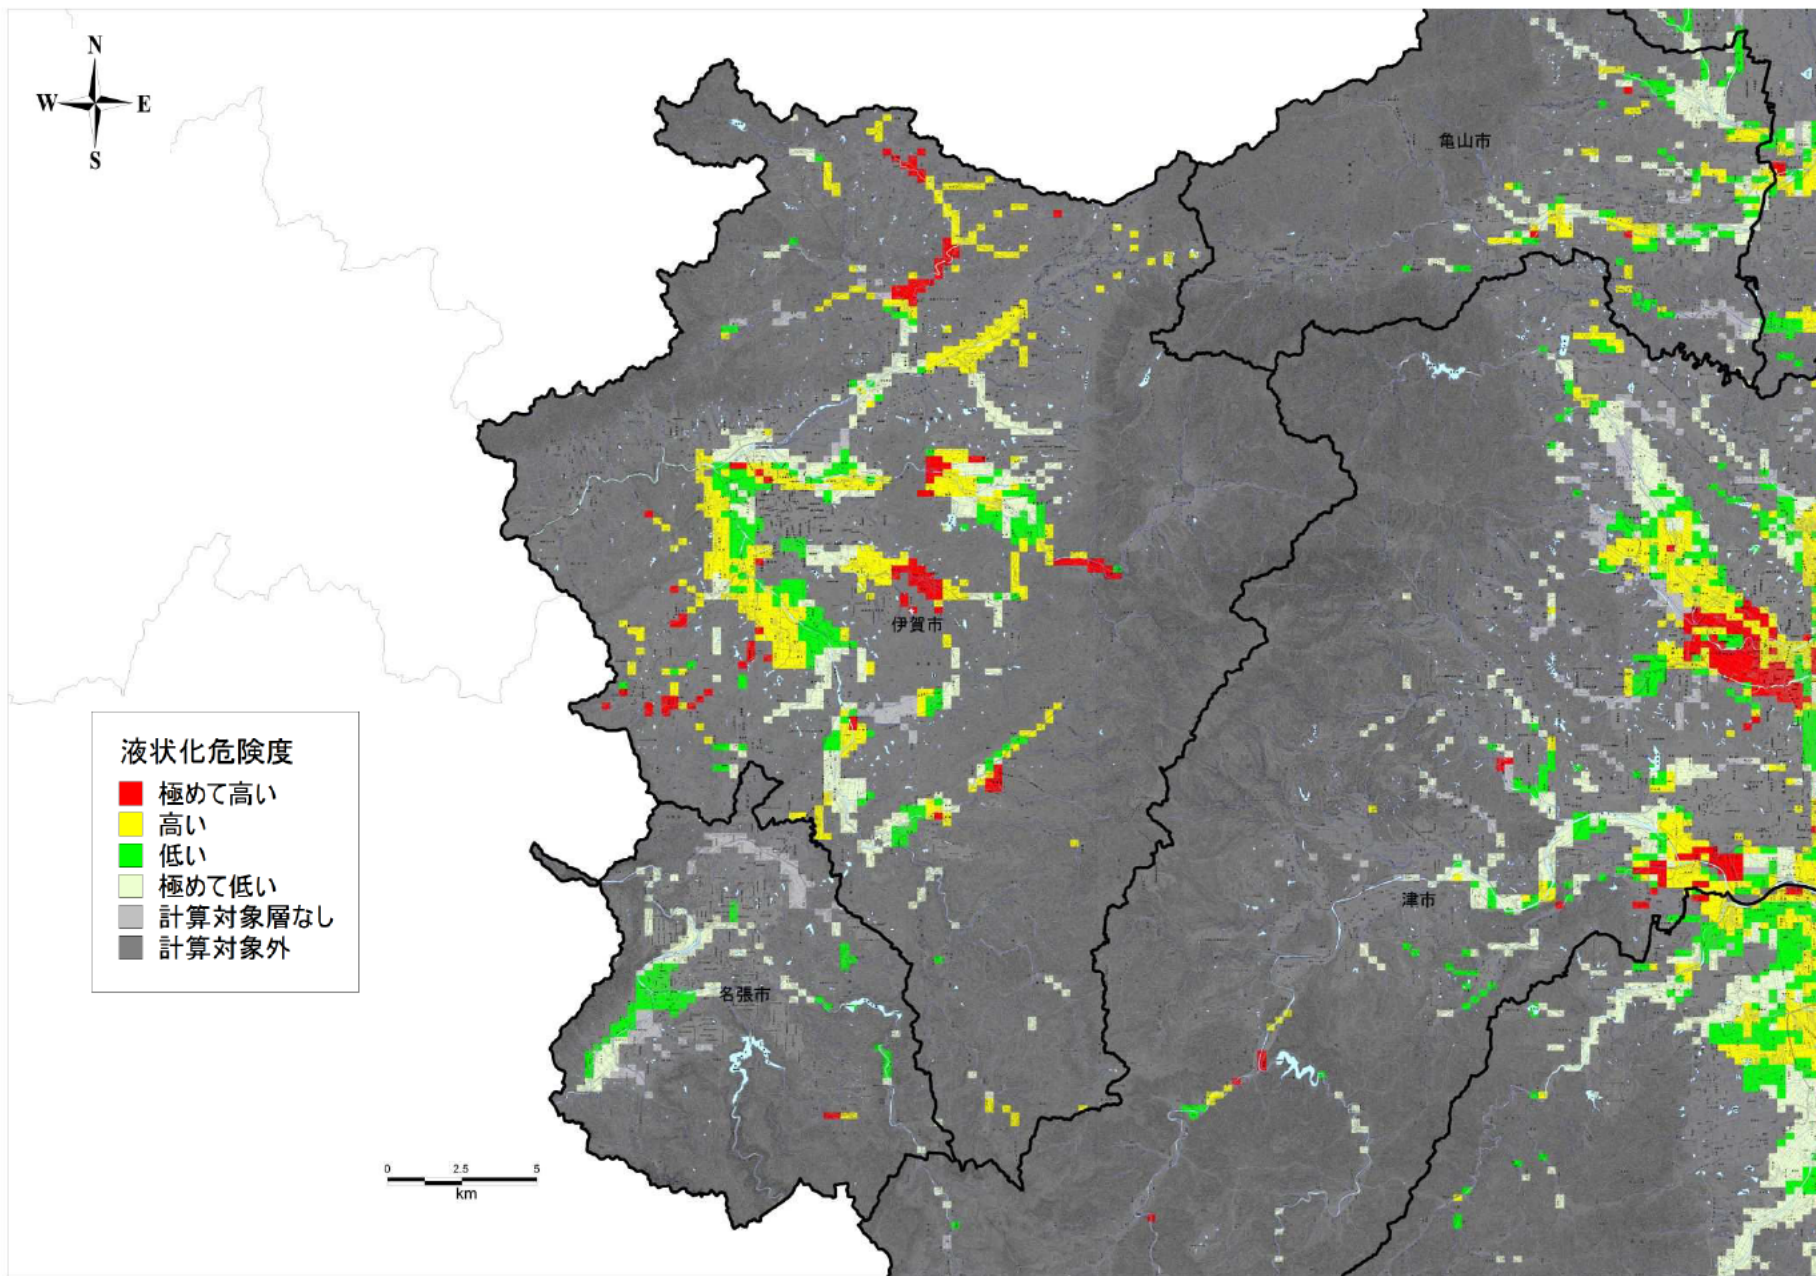 N
W E
S
亀山市
伊賀市
液状化危険度
極めて高い
高い
低い
極めて低い
計算対象層なし
計算対象外
津市
名張市
0 2.5 5
km